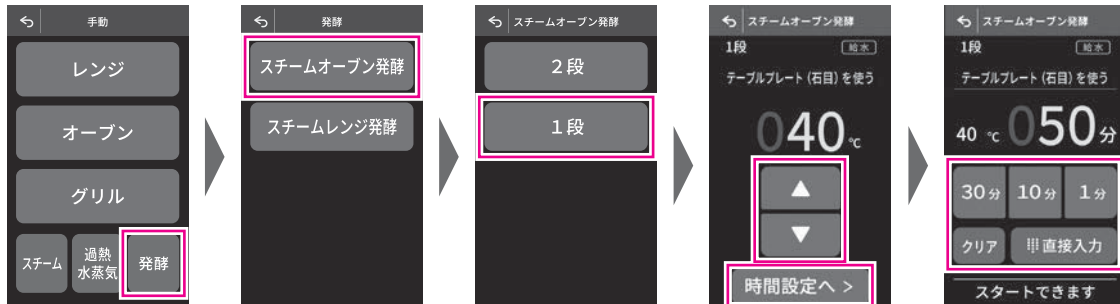 手動
レンジ
オーブン
グリル
スチーム
過熱
水蒸気
発酵
発酵
スチームオーブン発酵
スチームレンジ発酵
スチームオーブン発酵
2段
1段
スチームオーブン発酵
1段 給水
テーブルプレート(石目)を使う
040℃
▲
▼
時間設定へ >
スチームオーブン発酵
1段 給水
テーブルプレート(石目)を使う
40 ℃ 050分
30分 10分 1分
クリア 直接入力
スタートできます